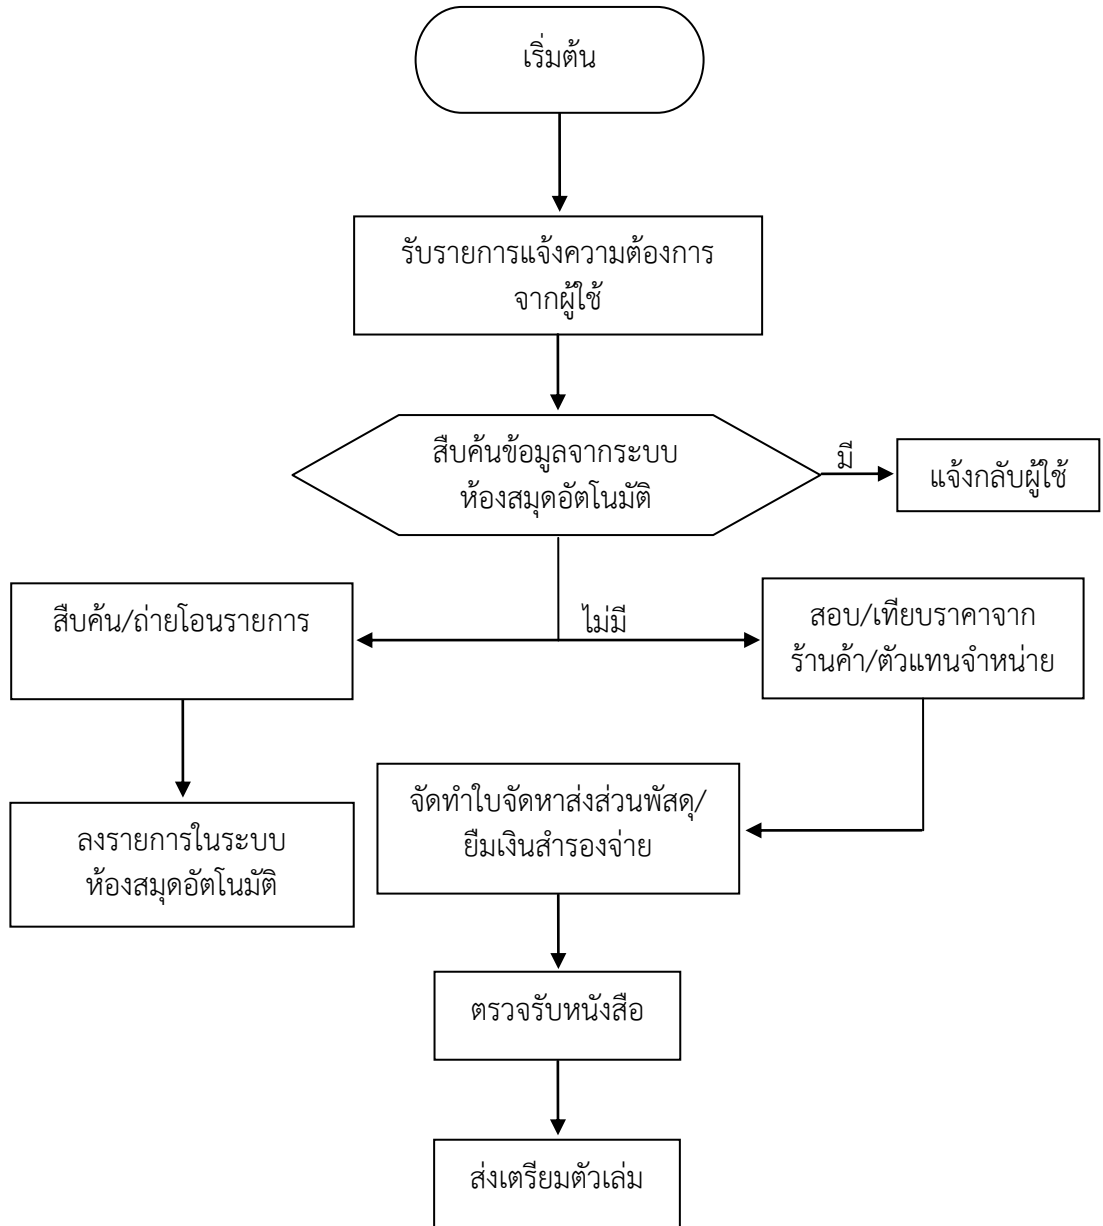 เริ่มต้น
รับรายการแจ้งความต้องการ
จากผู้ใช้
สืบค้นข้อมูลจากระบบ
ห้องสมุดอัตโนมัติ
มี
แจ้งกลับผู้ใช้
สืบค้น/ถ่ายโอนรายการ
ไม่มี
สอบ/เทียบราคาจาก
ร้านค้า/ตัวแทนจำหน่าย
จัดทำใบจัดหาส่งส่วนพัสดุ/
ยืมเงินสำรองจ่าย
ลงรายการในระบบ
ห้องสมุดอัตโนมัติ
ตรวจรับหนังสือ
ส่งเตรียมตัวเล่ม